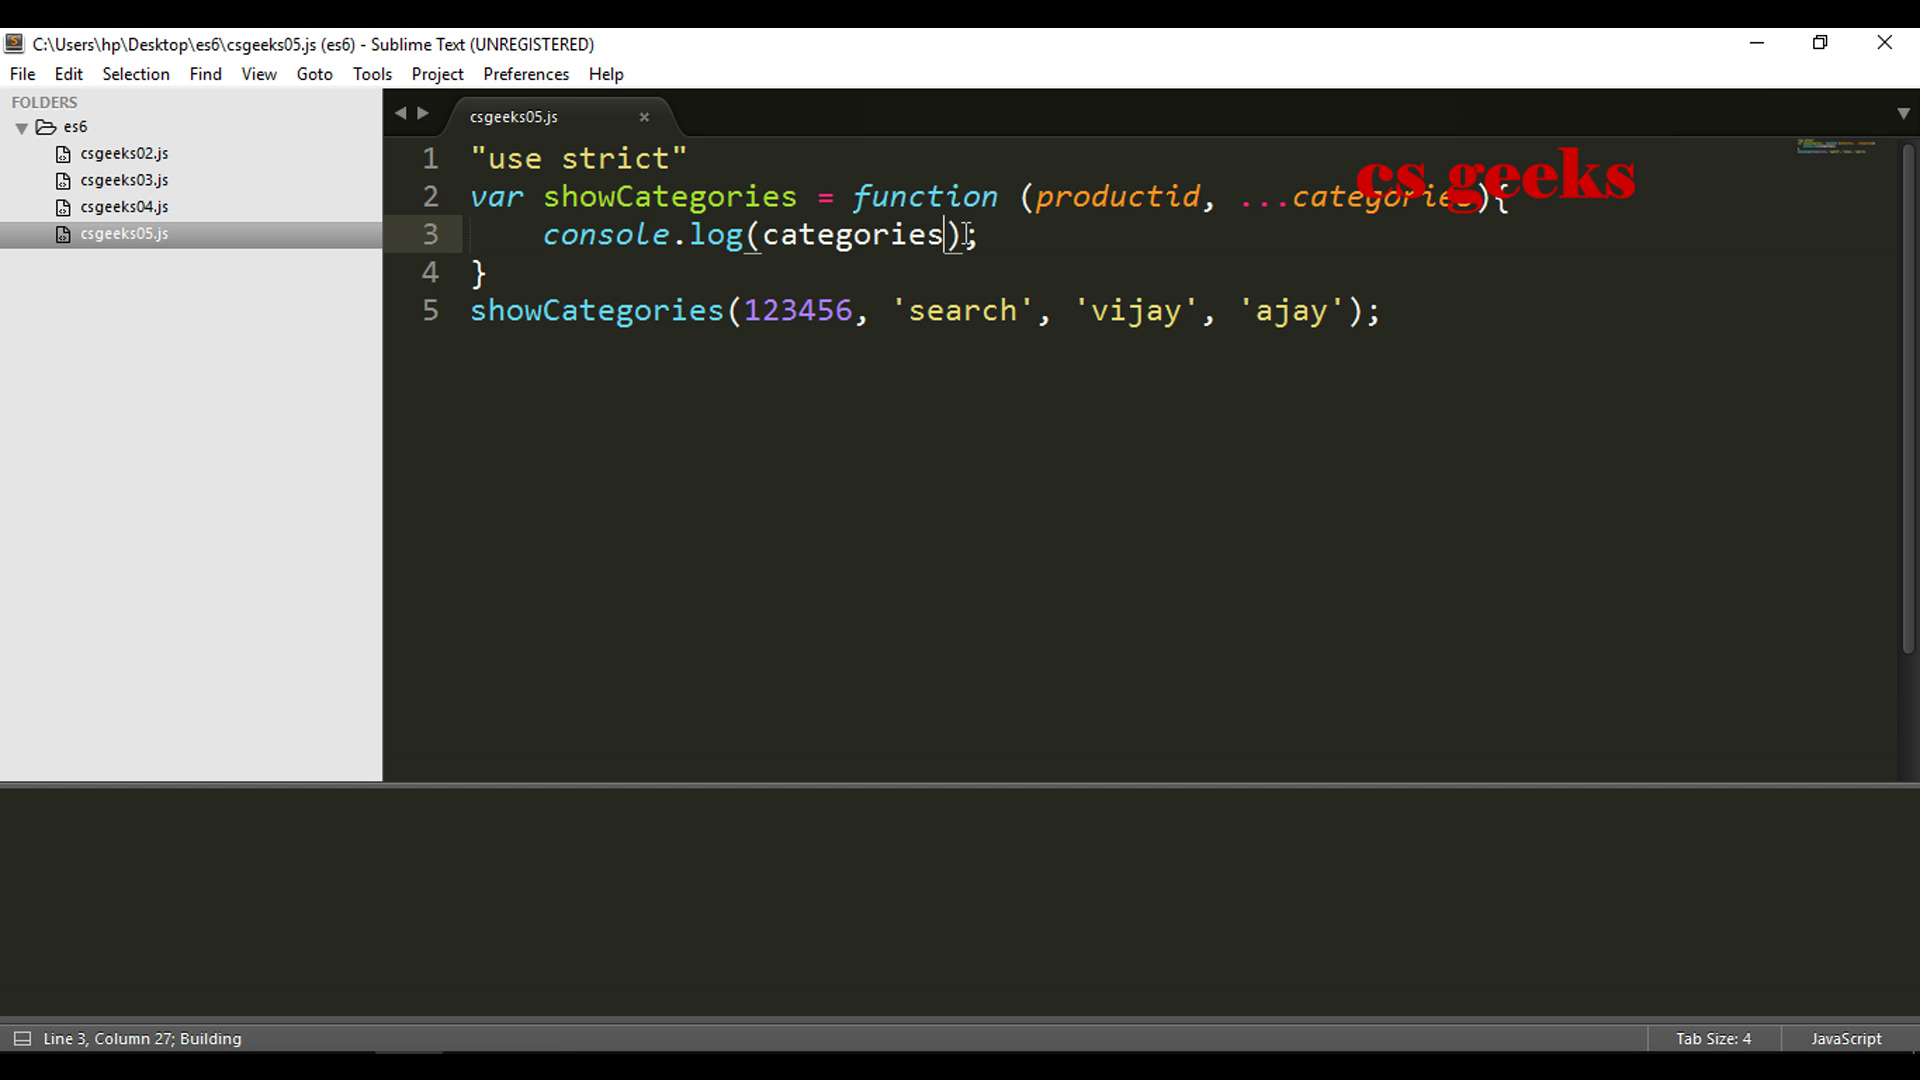 C:\Users\hp\Desktop\es6\csgeeks05.js (es6) - Sublime Text (UNREGISTERED)
File Edit Selection Find View Goto Tools Project Preferences Help
FOLDERS
es6
csgeeks02.js
csgeeks03.js
csgeeks04.js
csgeeks05.js
csgeeks05.js
cs geeks
1 "use strict"
2 var showCategories = function (productid, ...categories){
3 console.log(categories);
4 }
5 showCategories(123456, 'search', 'vijay', 'ajay');
Line 3, Column 27; Building
Tab Size: 4
JavaScript